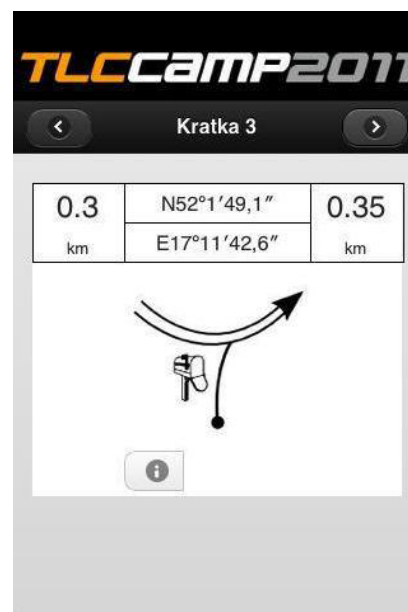 TLCCAMP2011
Kratka 3
0.3
km
N52°1′49,1″
E17°11′42,6″
0.35
km